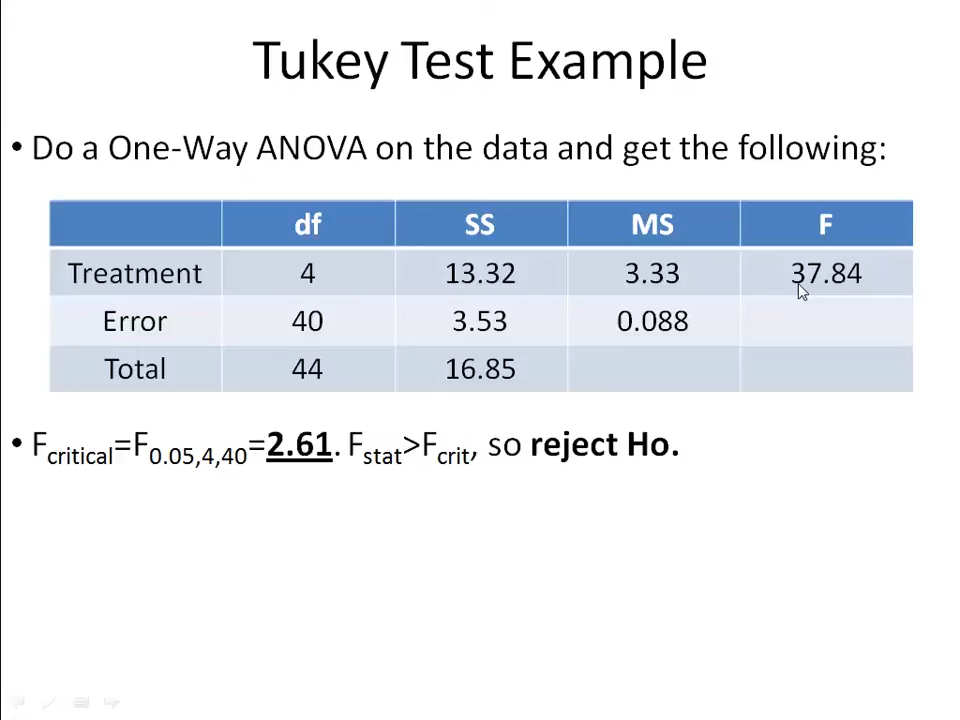 Tukey Test Example
• Do a One-Way ANOVA on the data and get the following:
df SS MS F
Treatment 4 13.32 3.33 37.84
Error 40 3.53 0.088
Total 44 16.85
• Fcritical=F0.05,4,40=2.61. Fstat>Fcrit, so reject Ho.